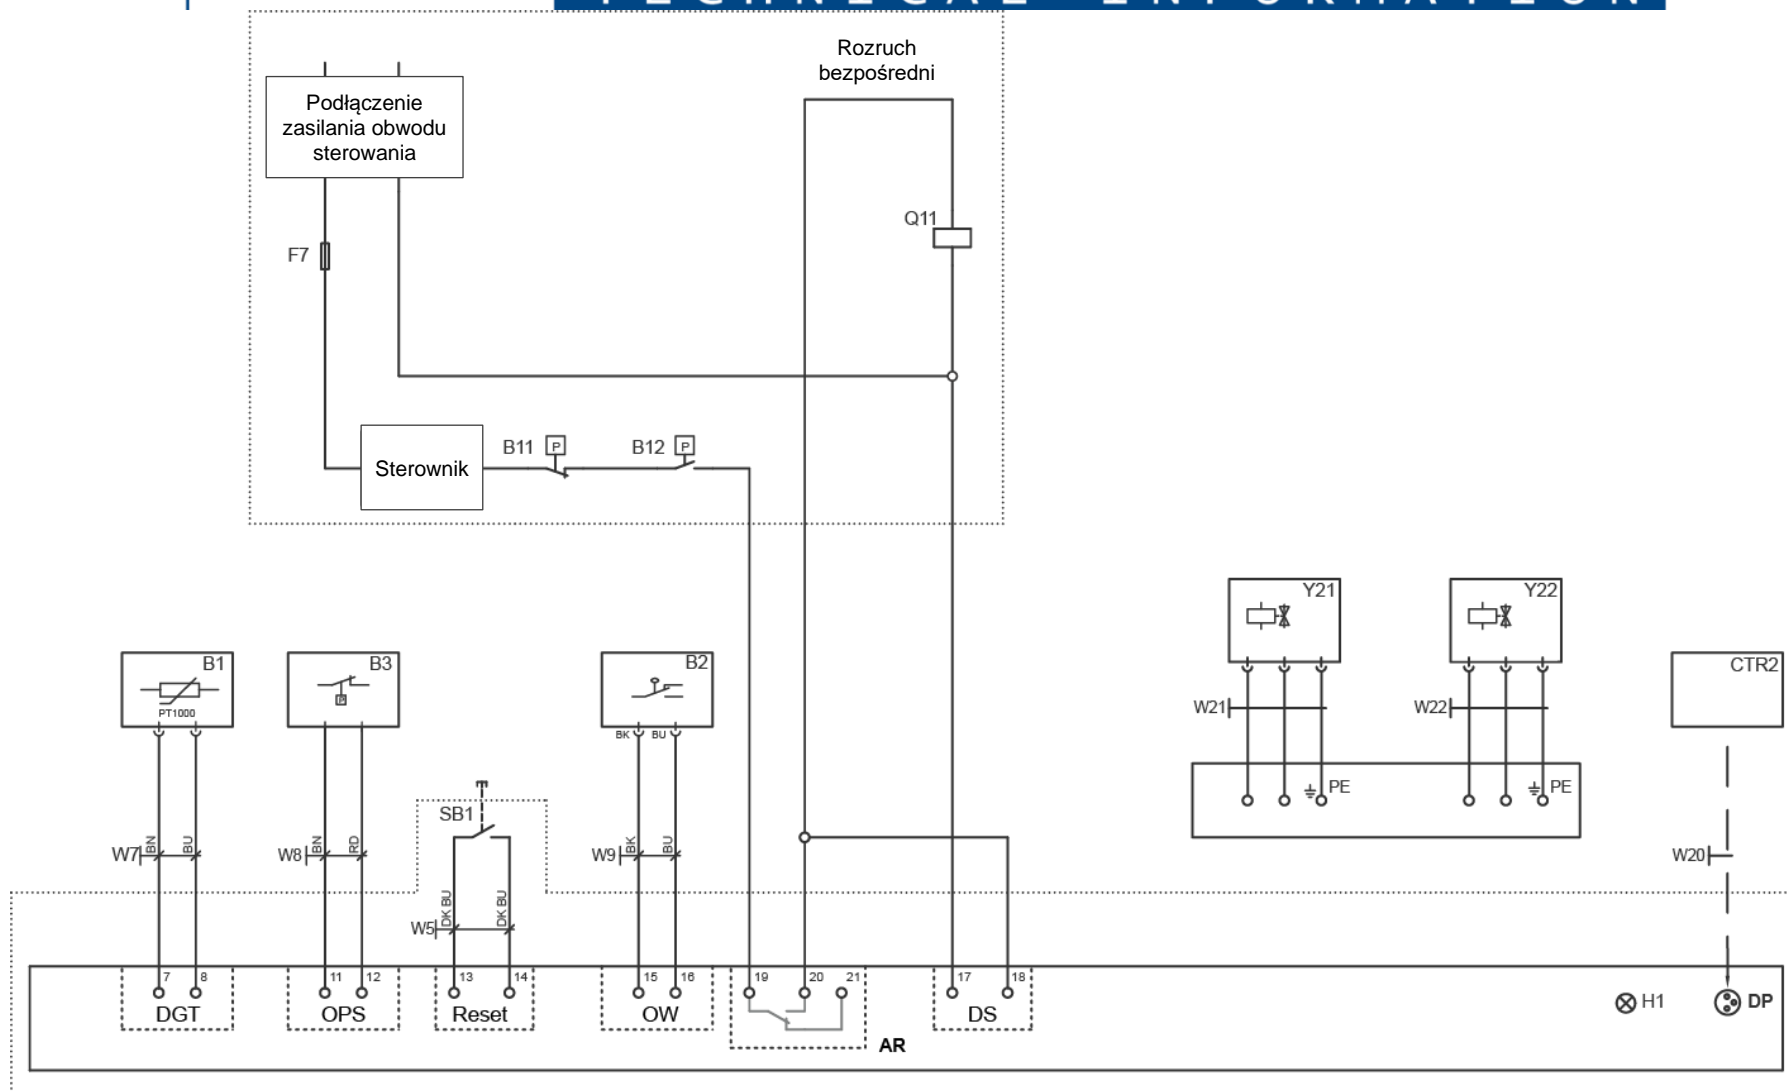 TECHNICAL INFORMATION
Rozruch
bezpośredni
Podłączenie
zasilania obwodu
sterowania
Q11
F7
B11
P
B12
P
Sterownik
Y21
Y22
B1
PT1000
B3
P
B2
BK
BU
CTR2
W21
W22
PE
PE
SB1
W7
BN
BU
W8
BN
RD
W9
BK
BU
W20
W5
DK BU
DK BU
7
8
11
12
13
14
15
16
19
20
21
17
18
DGT
OPS
Reset
OW
AR
DS
H1
DP